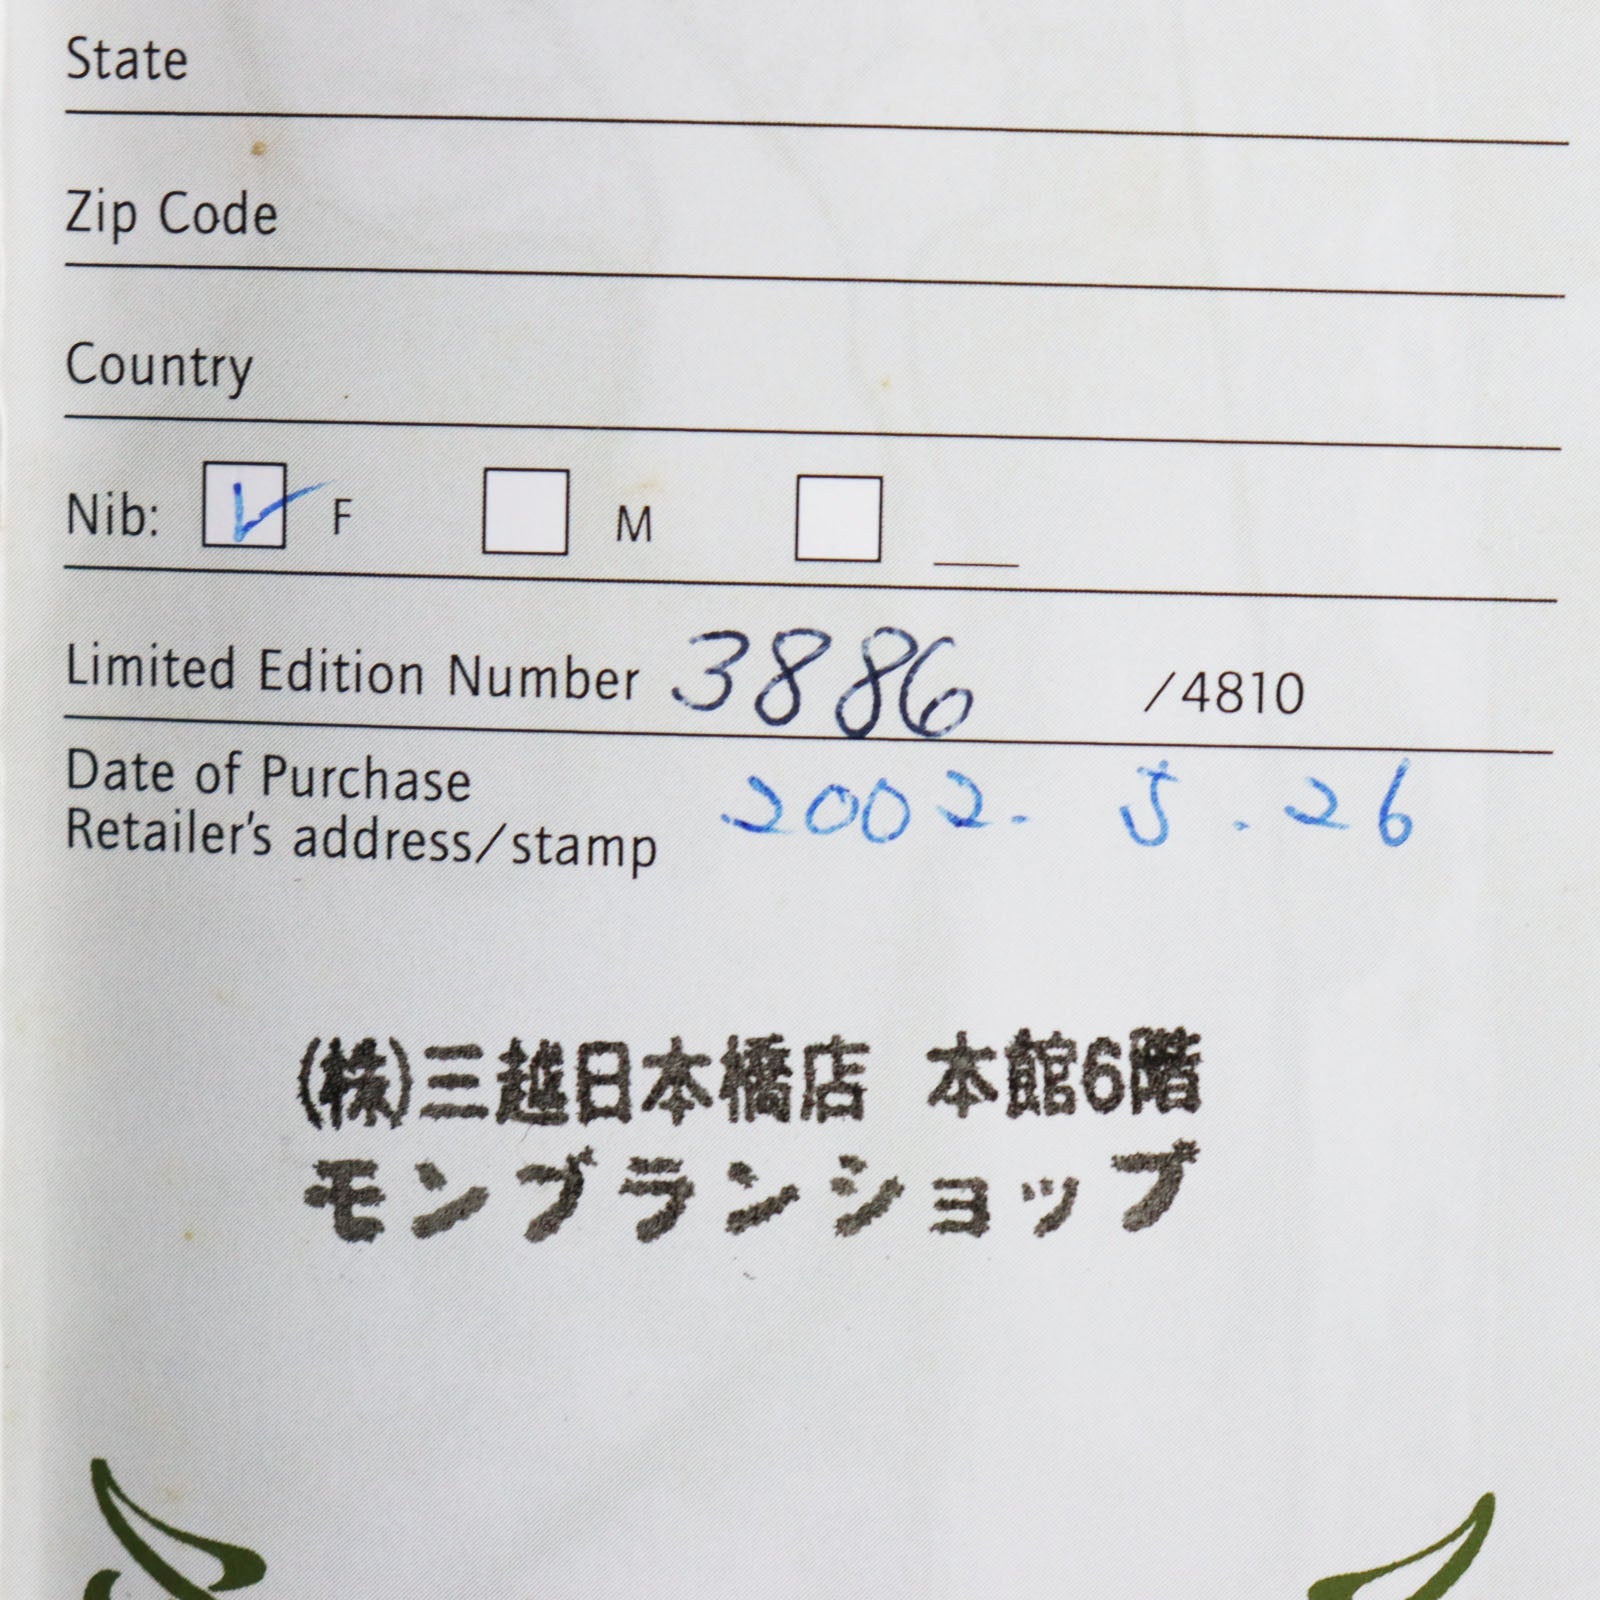 State
Zip Code
Country
Nib: F M
Limited Edition Number 3886 /4810
Date of Purchase 2002. 5. 26
Retailer's address/stamp
(株)三越日本橋店 本館6階
モンブランショップ